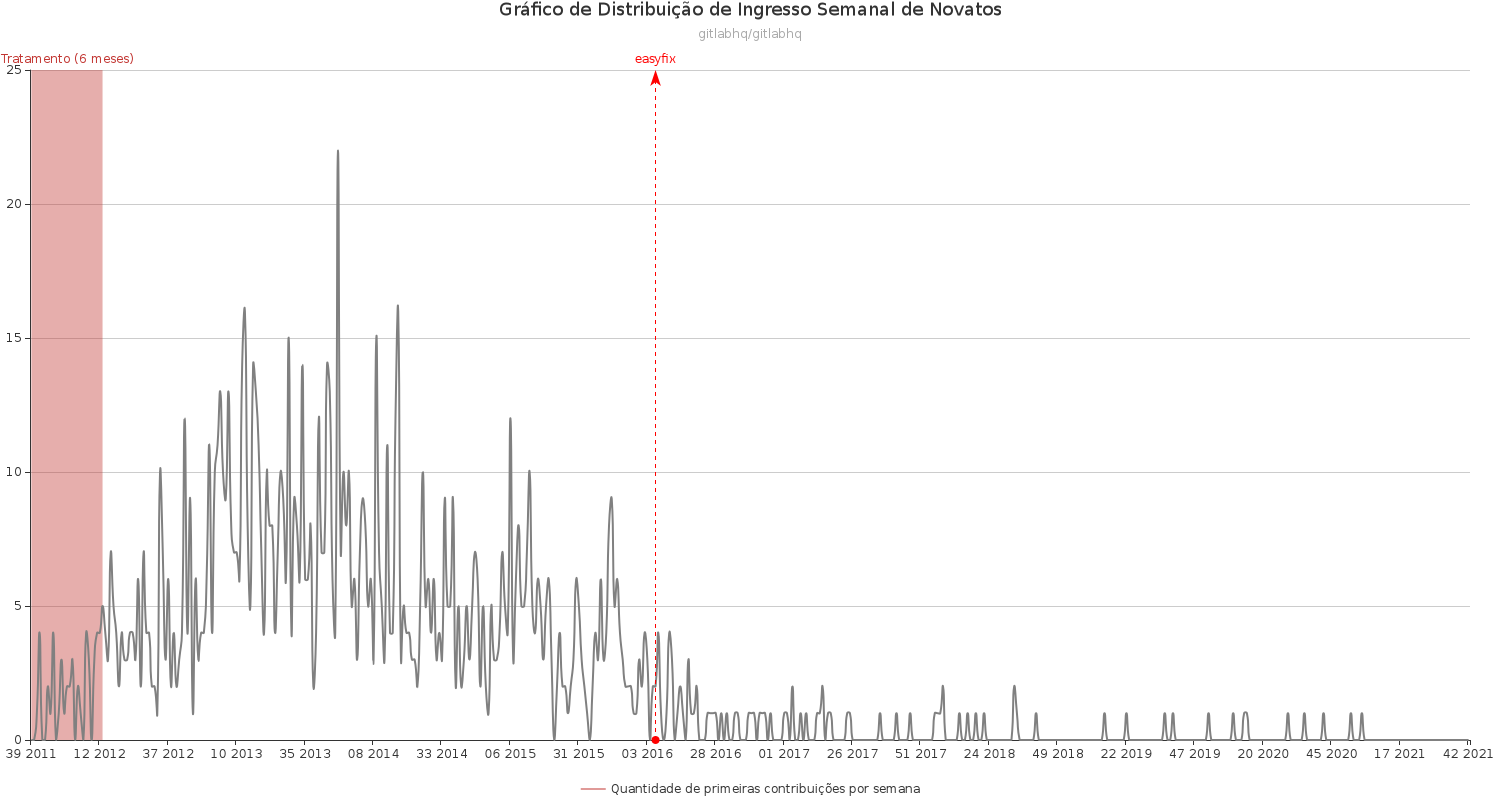 Gráfico de Distribuição de Ingresso Semanal de Novatos
gitlabhq/gitlabhq
Tratamento (6 meses)
easyfix
25
20
15
10
5
0
39 2011 12 2012 37 2012 10 2013 35 2013 08 2014 33 2014 06 2015 31 2015 03 2016 28 2016 01 2017 26 2017 51 2017 24 2018 49 2018 22 2019 47 2019 20 2020 45 2020 17 2021 42 2021
Quantidade de primeiras contribuições por semana